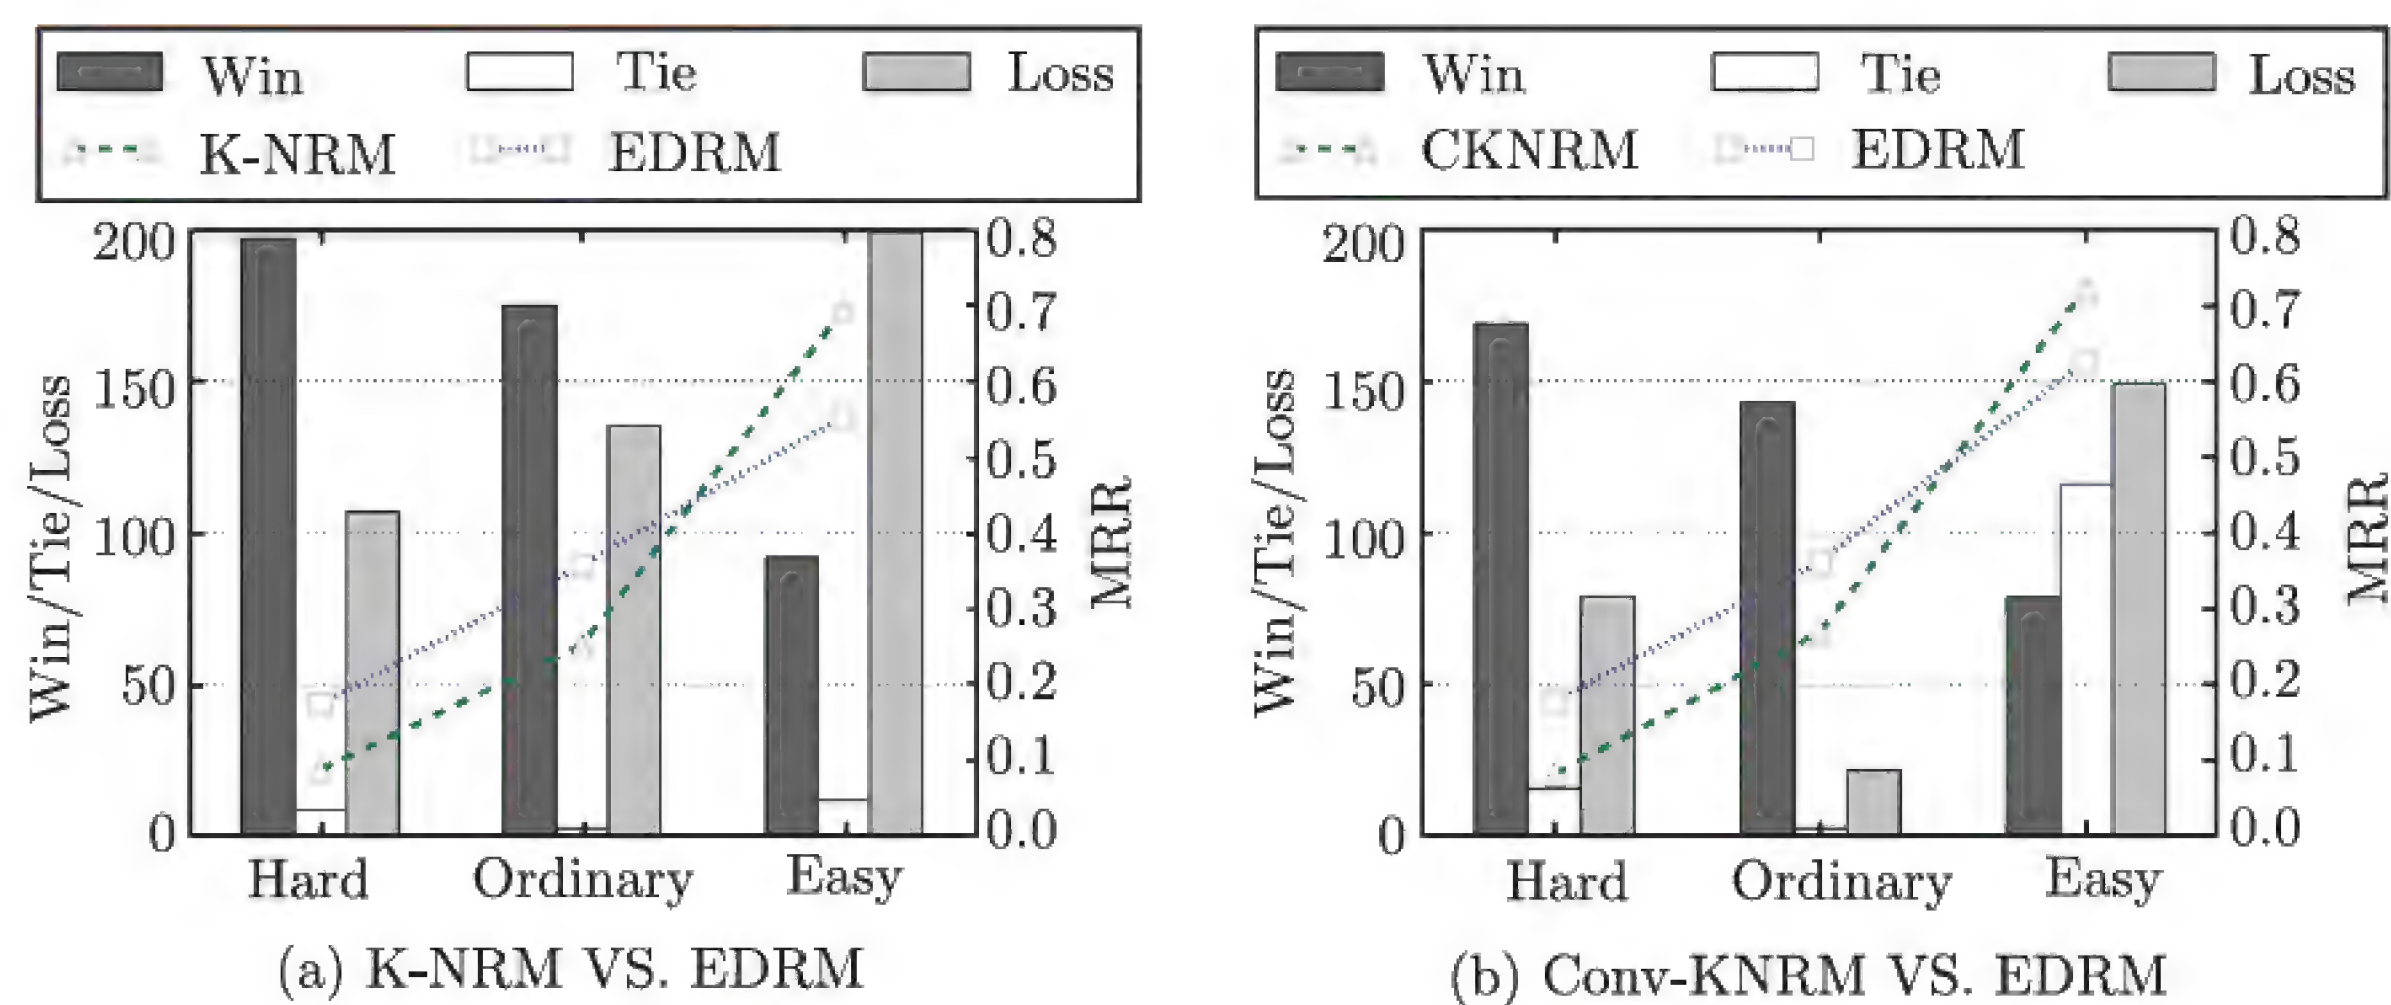 Win Tie Loss
K-NRM EDRM
200
150
100
50
0
Win/Tie/Loss
0.8
0.7
0.6
0.5
0.4
0.3
0.2
0.1
0.0
MRR
Hard Ordinary Easy
(a) K-NRM VS. EDRM
Win Tie Loss
CKNRM EDRM
200
150
100
50
0
Win/Tie/Loss
0.8
0.7
0.6
0.5
0.4
0.3
0.2
0.1
0.0
MRR
Hard Ordinary Easy
(b) Conv-KNRM VS. EDRM